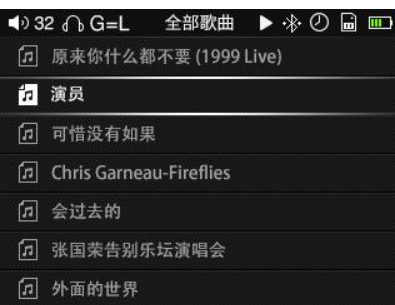 32 G=L 全部歌曲
原来你什么都不要 (1999 Live)
演员
可惜没有如果
Chris Garneau-Fireflies
会过去的
张国荣告别乐坛演唱会
外面的世界